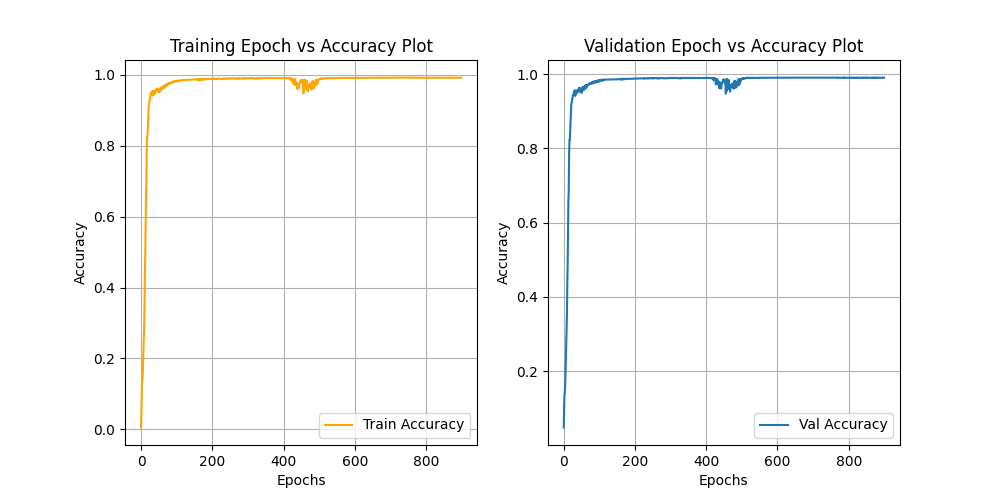 Training Epoch vs Accuracy Plot
1.0
0.8
0.6
0.4
0.2
0.0
Accuracy
Train Accuracy
0 200 400 600 800
Epochs
Validation Epoch vs Accuracy Plot
1.0
0.8
0.6
0.4
0.2
Accuracy
Val Accuracy
0 200 400 600 800
Epochs